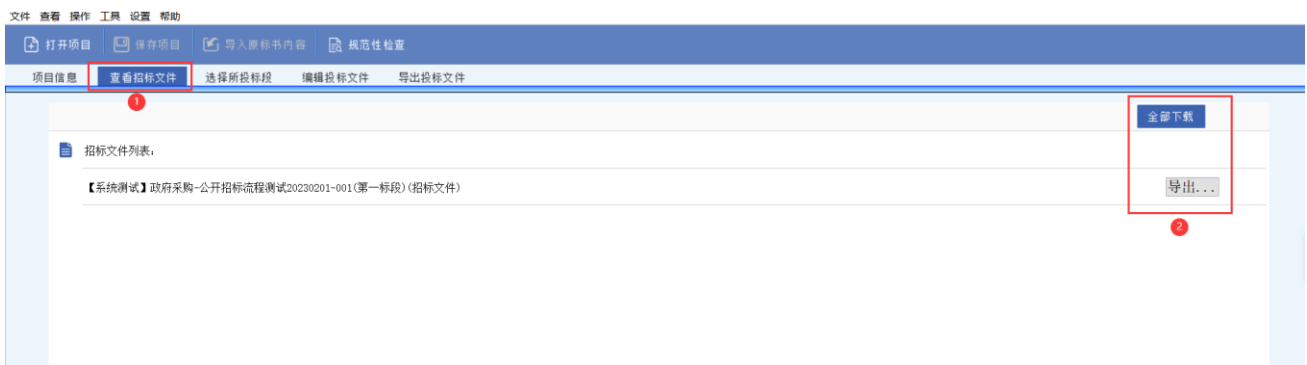 文件 查看 操作 工具 设置 帮助
打开项目 保存项目 导入原标书内容 规范性检查
项目信息 查看招标文件 选择所投标段 编辑投标文件 导出投标文件
1
全部下载
招标文件列表:
【系统测试】政府采购-公开招标流程测试20230201-001(第一标段)(招标文件)
导出...
2